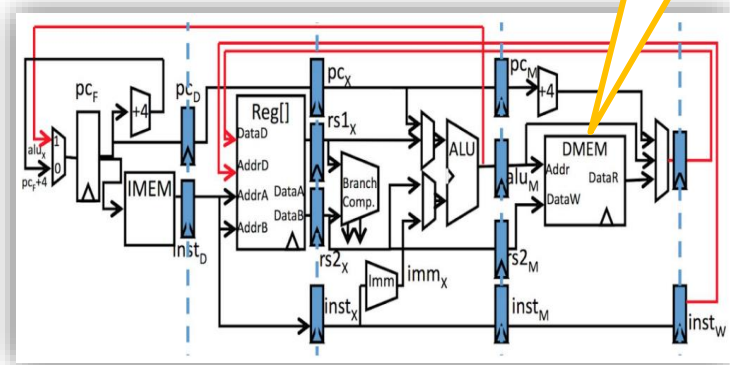 pc_F
+4
pc_D
alu_X
1
0
pc_F+4
IMEM
inst_D
Reg[]
DataD
AddrD
AddrA
AddrB
DataA
DataB
pc_X
rs1_X
Branch
Comp.
rs2_X
Imm
imm_X
inst_X
ALU
pc_M
+4
alu_M
rs2_M
inst_M
DMEM
Addr
DataR
DataW
inst_W